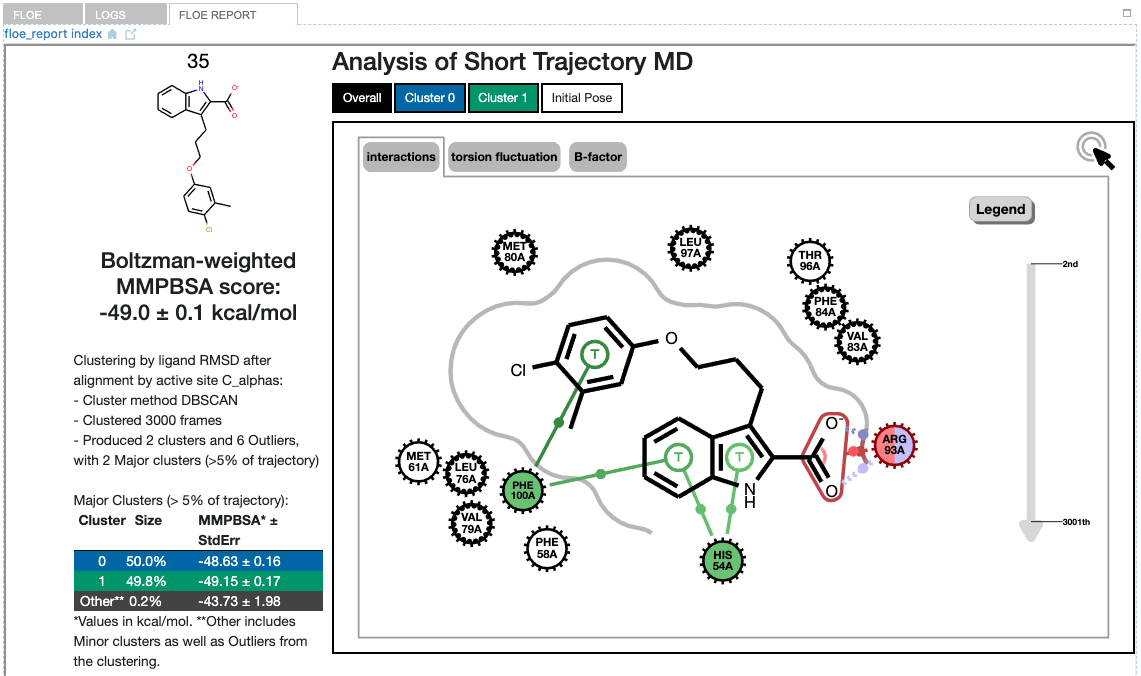 FLOE
LOGS
FLOE REPORT
floe_report index
35
H
N
O-
O
O
Cl
Boltzman-weighted
MMPBSA score:
-49.0 ± 0.1 kcal/mol
Clustering by ligand RMSD after
alignment by active site C_alphas:
- Cluster method DBSCAN
- Clustered 3000 frames
- Produced 2 clusters and 6 Outliers,
with 2 Major clusters (>5% of trajectory)
Major Clusters (> 5% of trajectory):
Cluster Size MMPBSA* ±
StdErr
0 50.0% -48.63 ± 0.16
1 49.8% -49.15 ± 0.17
Other** 0.2% -43.73 ± 1.98
*Values in kcal/mol. **Other includes
Minor clusters as well as Outliers from
the clustering.
Analysis of Short Trajectory MD
Overall
Cluster 0
Cluster 1
Initial Pose
interactions
torsion fluctuation
B-factor
Legend
2nd
3001th
MET
80A
LEU
97A
THR
96A
PHE
84A
VAL
83A
O
T
Cl
O-
ARG
93A
MET
61A
LEU
76A
T
T
PHE
100A
O
N
H
VAL
79A
PHE
58A
HIS
54A